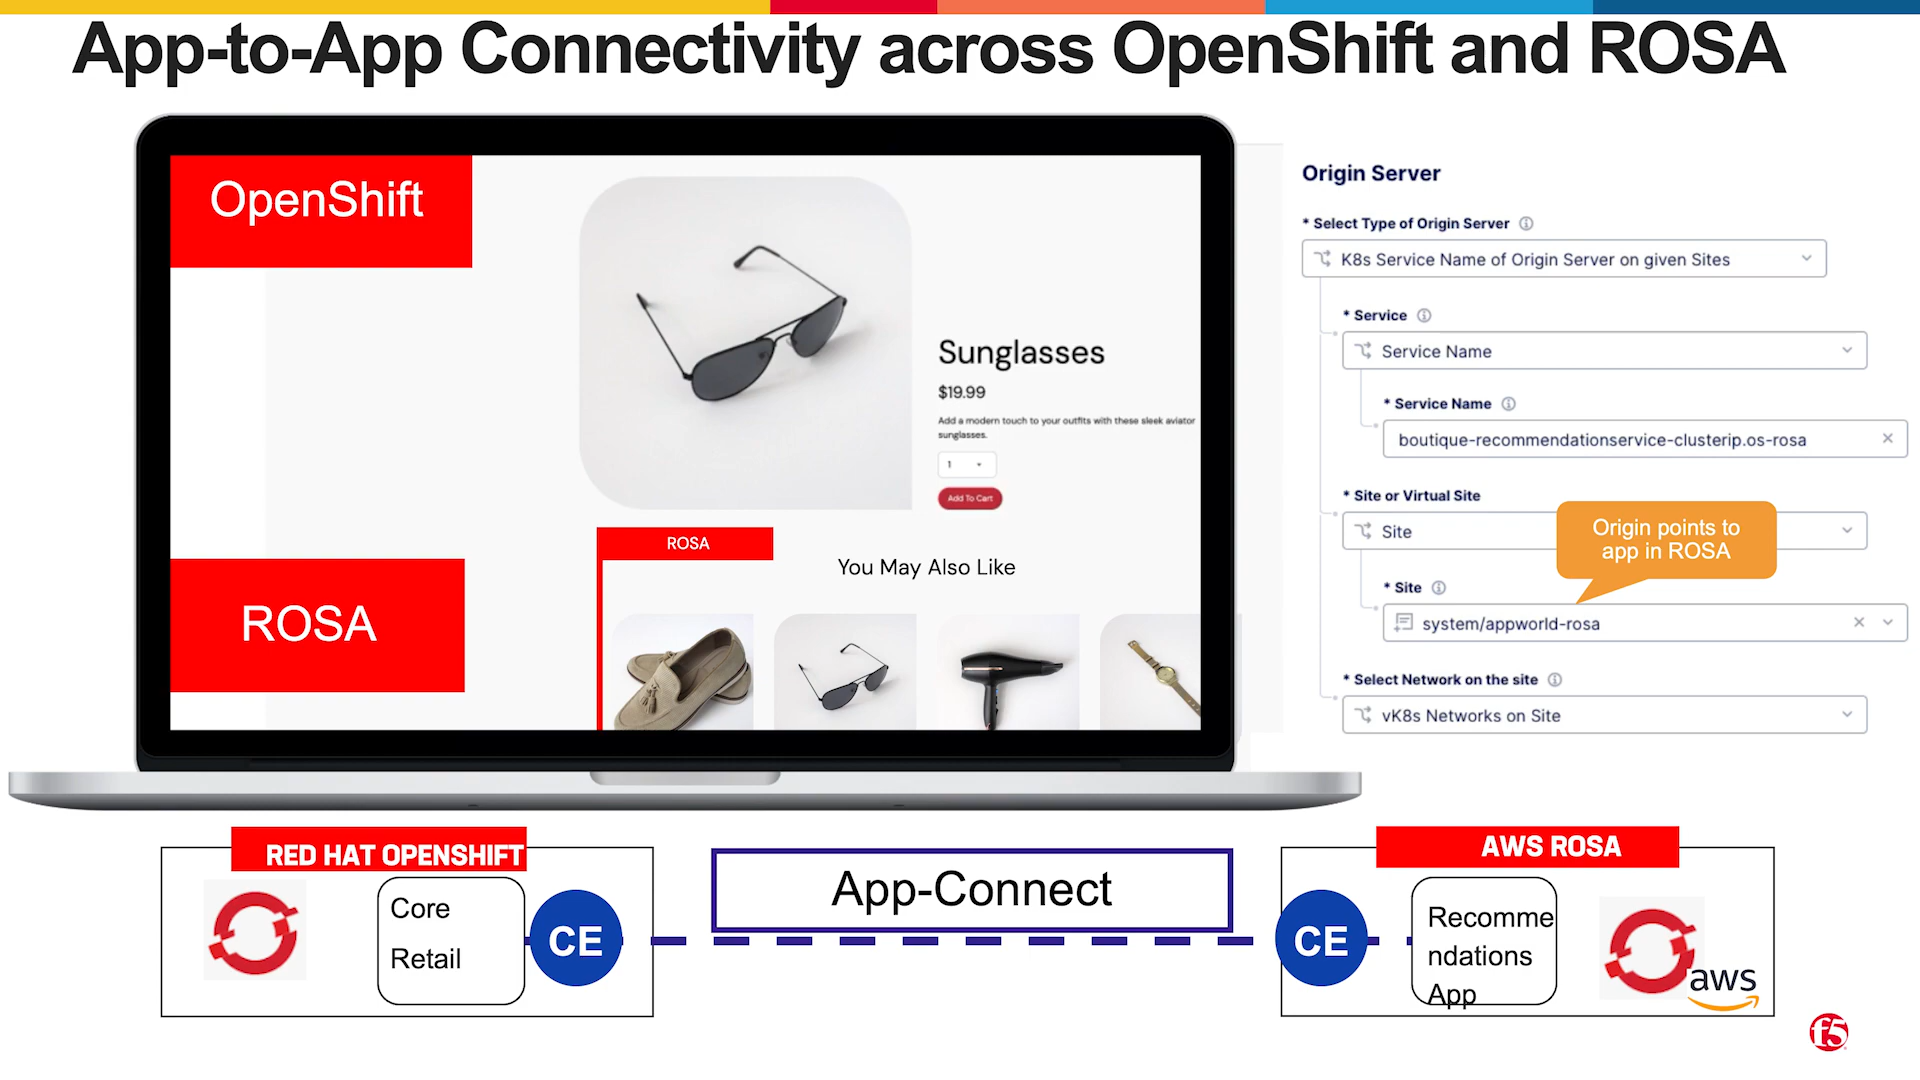 App-to-App Connectivity across OpenShift and ROSA
OpenShift
Sunglasses
$19.99
Add a modern touch to your outfits with these sleek aviator
sunglasses.
1
Add To Cart
ROSA
You May Also Like
ROSA
Origin Server
* Select Type of Origin Server
K8s Service Name of Origin Server on given Sites
* Service
Service Name
* Service Name
boutique-recommendationservice-clusterip.os-rosa
* Site or Virtual Site
Site
Origin points to
app in ROSA
* Site
system/appworld-rosa
* Select Network on the site
vK8s Networks on Site
RED HAT OPENSHIFT
Core
Retail
CE
App-Connect
AWS ROSA
CE
Recomme
ndations
App
aws
f5